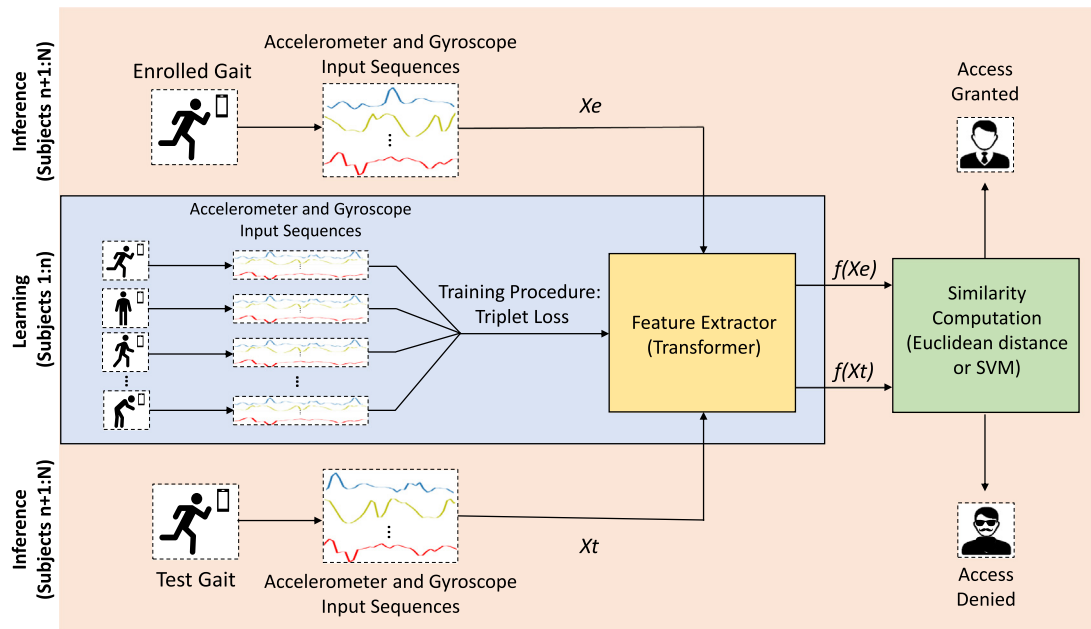 Inference
(Subjects n+1:N)
Enrolled Gait
Accelerometer and Gyroscope
Input Sequences
Xe
Access
Granted
Learning
(Subjects 1:n)
Accelerometer and Gyroscope
Input Sequences
Training Procedure:
Triplet Loss
Feature Extractor
(Transformer)
f(Xe)
f(Xt)
Similarity
Computation
(Euclidean distance
or SVM)
Inference
(Subjects n+1:N)
Test Gait
Accelerometer and Gyroscope
Input Sequences
Xt
Access
Denied